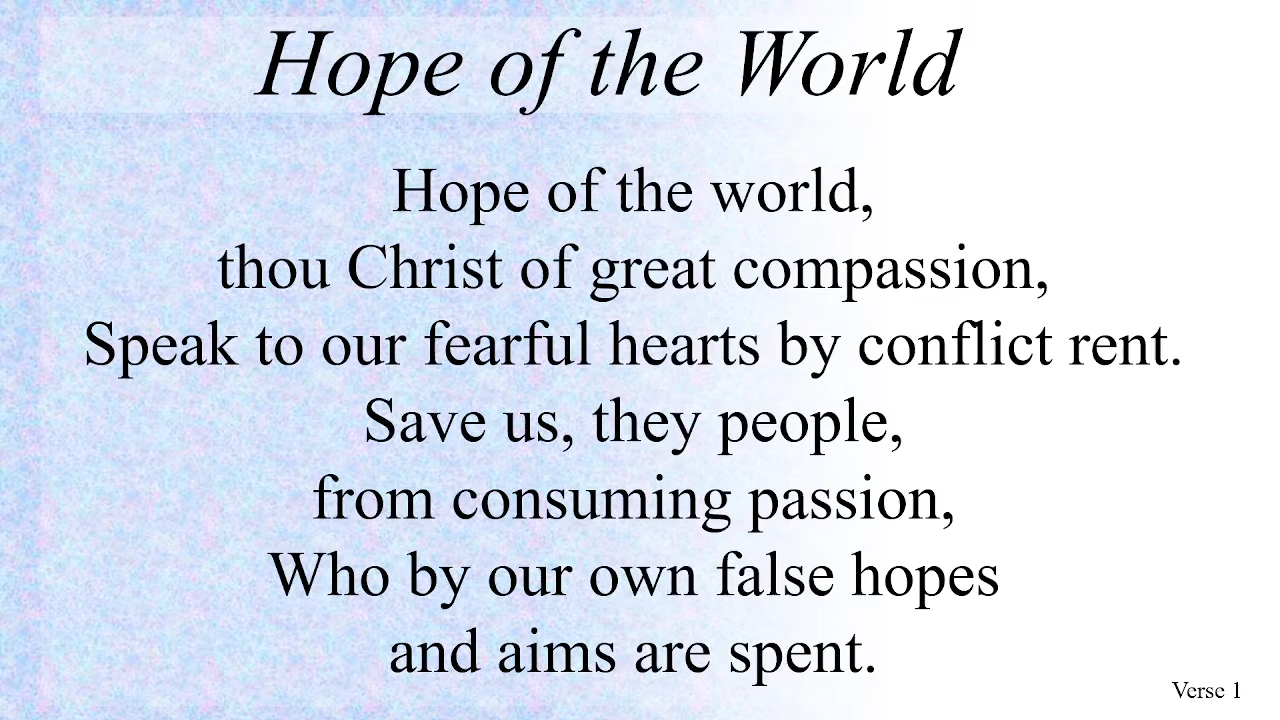 Hope of the World
Hope of the world,
thou Christ of great compassion,
Speak to our fearful hearts by conflict rent.
Save us, they people,
from consuming passion,
Who by our own false hopes
and aims are spent.
Verse 1